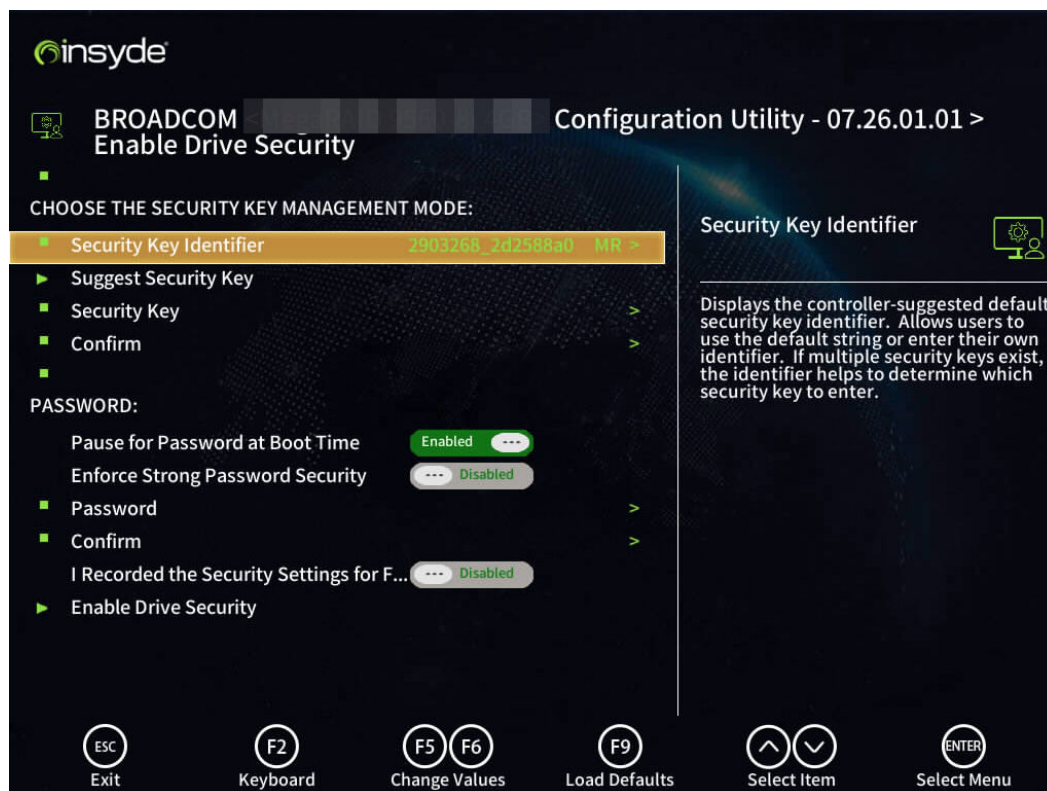 insyde
BROADCOM Configuration Utility - 07.26.01.01 >
Enable Drive Security
CHOOSE THE SECURITY KEY MANAGEMENT MODE:
Security Key Identifier 2903268_2d2588a0 MR >
Suggest Security Key
Security Key >
Confirm >
PASSWORD:
Pause for Password at Boot Time Enabled ---
Enforce Strong Password Security --- Disabled
Password >
Confirm >
I Recorded the Security Settings for F... --- Disabled
Enable Drive Security
Security Key Identifier
Displays the controller-suggested default
security key identifier. Allows users to
use the default string or enter their own
identifier. If multiple security keys exist,
the identifier helps to determine which
security key to enter.
ESC F2 F5 F6 F9 ENTER
Exit Keyboard Change Values Load Defaults Select Item Select Menu